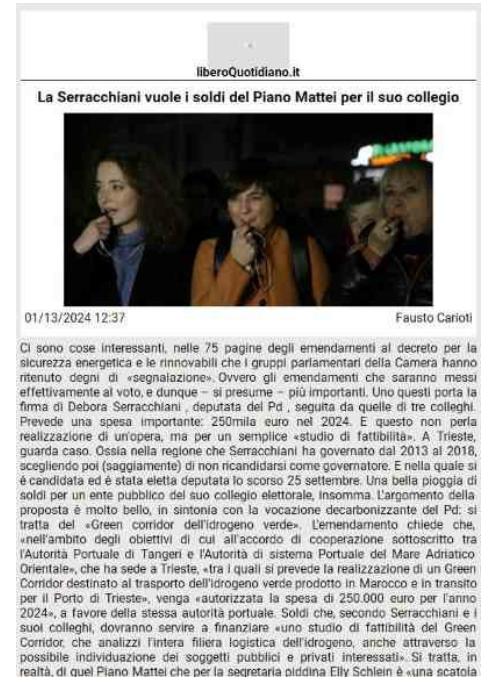 liberoQuotidiano.it
La Serracchiani vuole i soldi del Piano Mattei per il suo collegio
01/13/2024 12:37
Fausto Carioti
Ci sono cose interessanti, nelle 75 pagine degli emendamenti al decreto per la
sicurezza energetica e le rinnovabili che i gruppi parlamentari della Camera hanno
ritenuto degni di «segnalazione». Ovvero gli emendamenti che saranno messi
effettivamente al voto, e dunque – si presume – più importanti. Uno questi porta la
firma di Debora Serracchiani , deputata del Pd , seguita da quelle di tre colleghi.
Prevede una spesa importante: 250mila euro nel 2024. E questo non perla
realizzazione di un'opera, ma per un semplice «studio di fattibilità». A Trieste,
guarda caso. Ossia nella regione che Serracchiani ha governato dal 2013 al 2018,
scegliendo poi (saggiamente) di non ricandidarsi come governatore. E nella quale si
è candidata ed è stata eletta deputata lo scorso 25 settembre. Una bella pioggia di
soldi per un ente pubblico del suo collegio elettorale, insomma. L'argomento della
proposta è molto bello, in sintonia con la vocazione decarbonizzante del Pd: si
tratta del «Green corridor dell'idrogeno verde». L'emendamento chiede che,
«nell'ambito degli obiettivi di cui all'accordo di cooperazione sottoscritto tra
l'Autorità Portuale di Tangeri e l'Autorità di sistema Portuale del Mare Adriatico
Orientale», che ha sede a Trieste, «tra i quali si prevede la realizzazione di un Green
Corridor destinato al trasporto dell'idrogeno verde prodotto in Marocco e in transito
per il Porto di Trieste», venga «autorizzata la spesa di 250.000 euro per l'anno
2024», a favore della stessa autorità portuale. Soldi che, secondo Serracchiani e i
suoi colleghi, dovranno servire a finanziare «uno studio di fattibilità del Green
Corridor, che analizzi l'intera filiera logistica dell'idrogeno, anche attraverso la
possibile individuazione dei soggetti pubblici e privati interessati». Si tratta, in
realtà, di quel Piano Mattei che per la segretaria piddina Elly Schlein è «una scatola